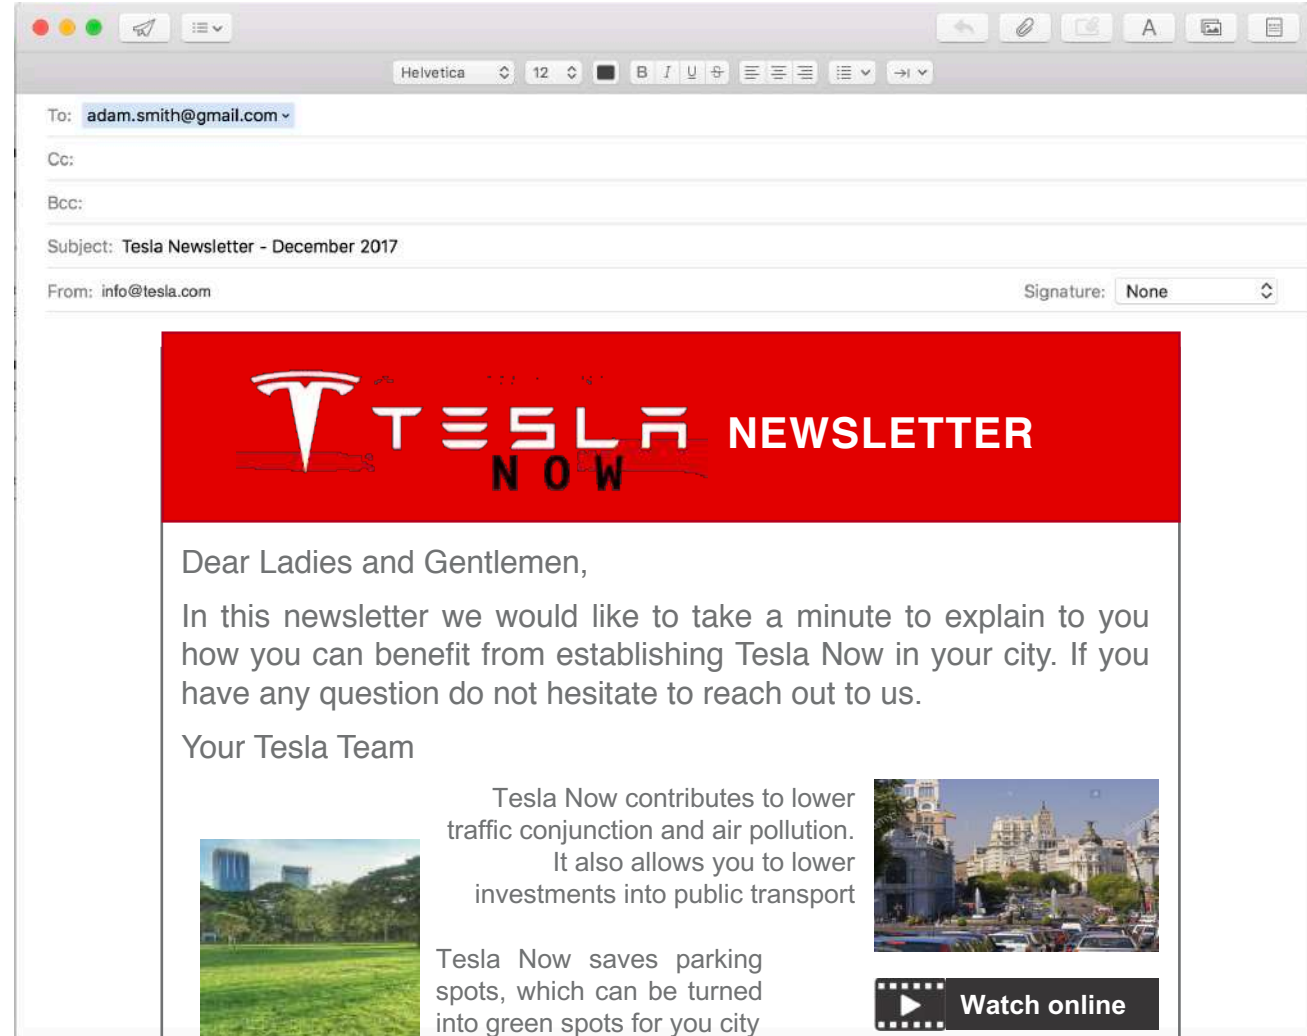 Helvetica 12 B I U S
A
To: adam.smith@gmail.com
Cc:
Bcc:
Subject: Tesla Newsletter - December 2017
From: info@tesla.com Signature: None
TESLA NEWSLETTER
NOW
Dear Ladies and Gentlemen,
In this newsletter we would like to take a minute to explain to you
how you can benefit from establishing Tesla Now in your city. If you
have any question do not hesitate to reach out to us.
Your Tesla Team
Tesla Now contributes to lower
traffic conjunction and air pollution.
It also allows you to lower
investments into public transport
Tesla Now saves parking
spots, which can be turned
into green spots for you city
Watch online